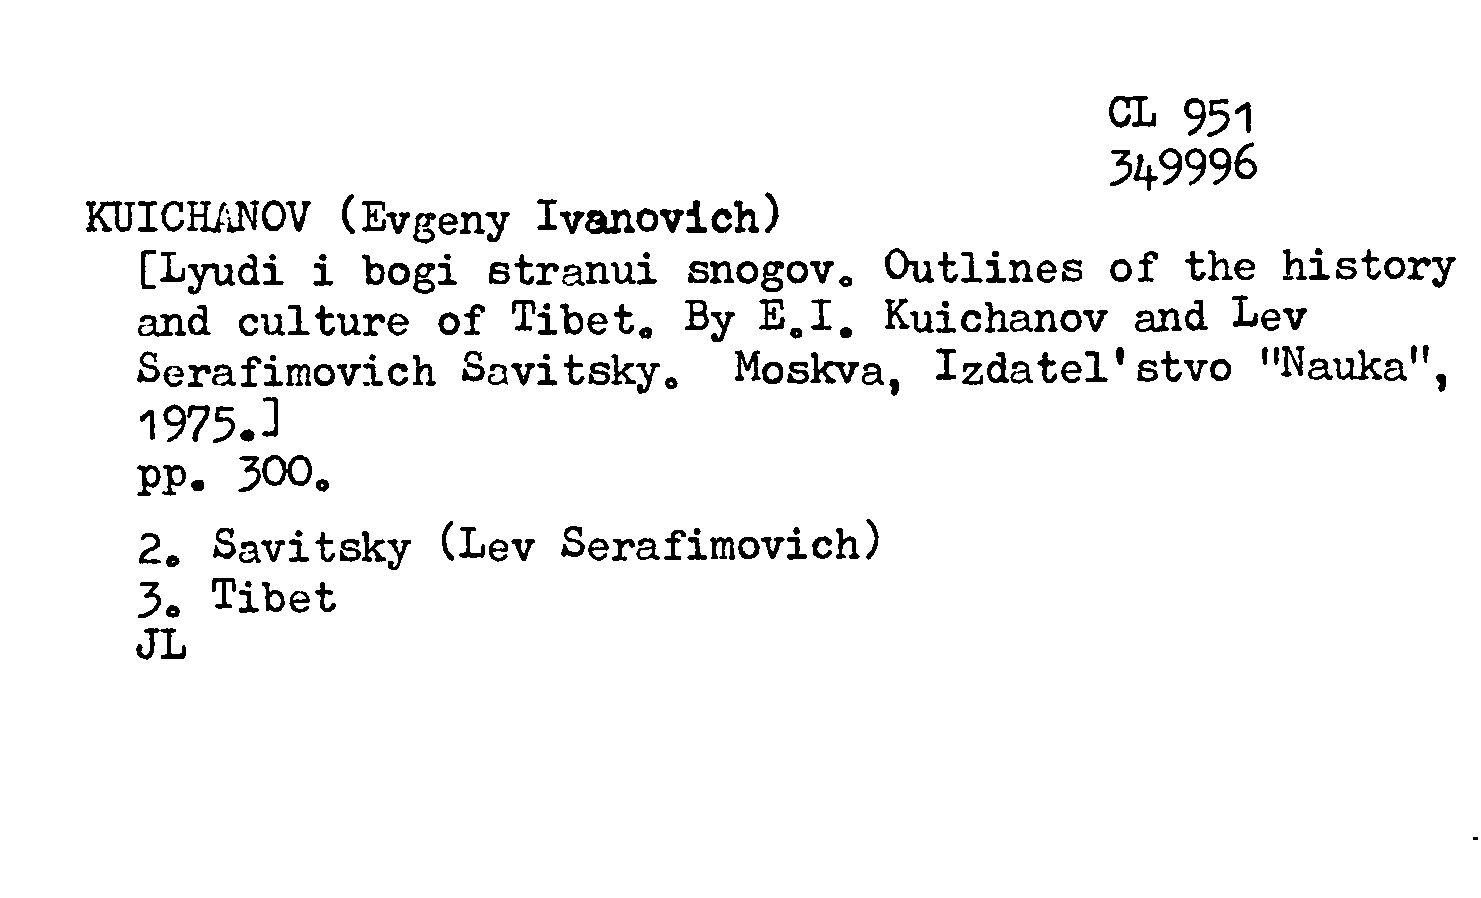 CL 951
349996
KUICHANOV (Evgeny Ivanovich)
[Lyudi i bogi stranui snogov. Outlines of the history
and culture of Tibet. By E.I. Kuichanov and Lev
Serafimovich Savitsky. Moskva, Izdatel'stvo "Nauka",
1975.]
pp. 300.
2. Savitsky (Lev Serafimovich)
3. Tibet
JL